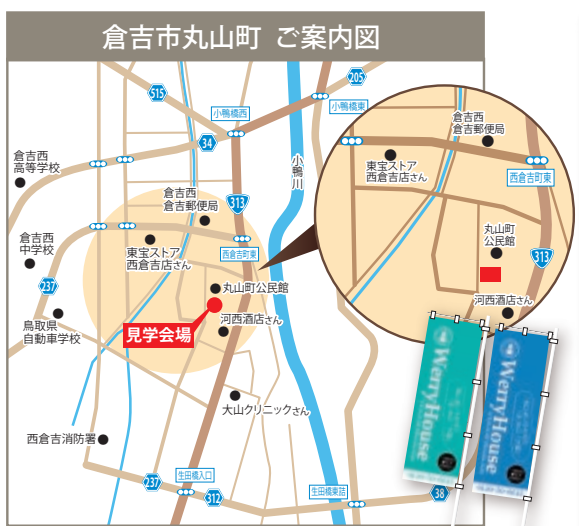 倉吉市丸山町 ご案内図
515
205
小鴨橋西
小鴨橋東
34
倉吉西
高等学校
小鴨川
倉吉西
倉吉郵便局
313
西倉吉町東
東宝ストア
西倉吉店さん
倉吉西
中学校
237
丸山町公民館
見学会場
河西酒店さん
鳥取県
自動車学校
大山クリニックさん
西倉吉消防署
237
生田橋入口
312
生田橋東詰
38
倉吉西
倉吉郵便局
東宝ストア
西倉吉店さん
西倉吉町東
丸山町
公民館
313
河西酒店さん
WerryHouse
WerryHouse